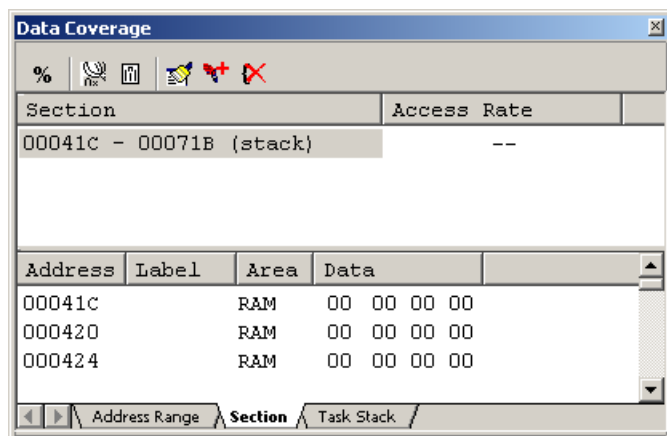 Data Coverage
%
Section Access Rate
00041C - 00071B (stack) --
Address Label Area Data
00041C RAM 00 00 00 00
000420 RAM 00 00 00 00
000424 RAM 00 00 00 00
Address Range Section Task Stack